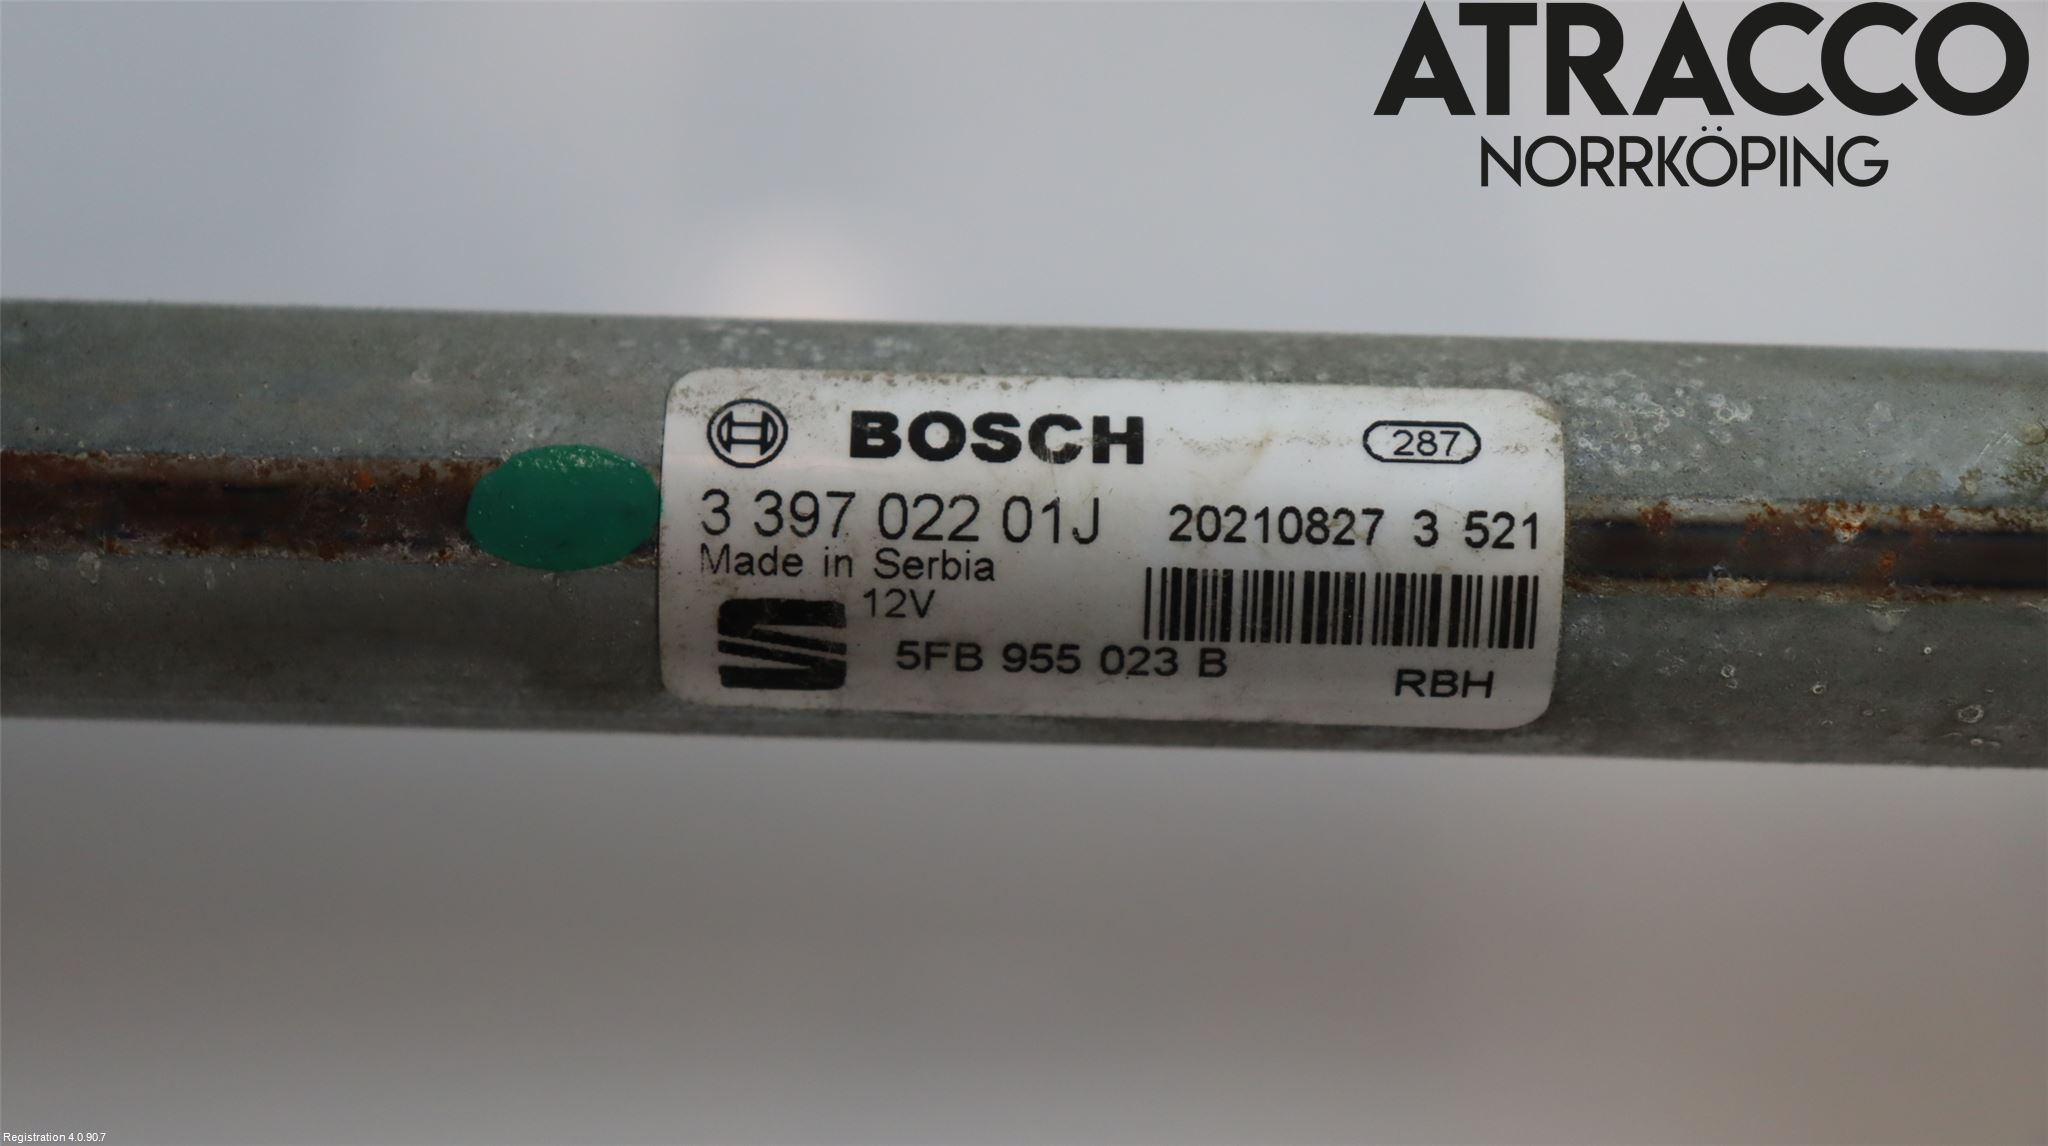 ATRACCO
NORRKÖPING
BOSCH
287
3 397 022 01J
20210827 3 521
Made in Serbia
12V
5FB 955 023 B
RBH
Registration 4.0.90.7